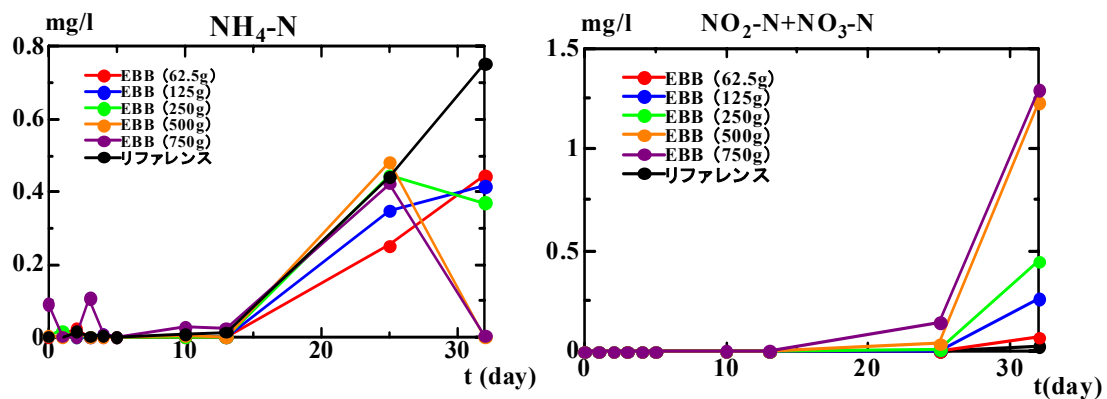 mg/l
NH₄-N
0.8
0.6
0.4
0.2
0
EBB（62.5g）
EBB（125g）
EBB（250g）
EBB（500g）
EBB（750g）
リファレンス
0
10
20
30
t (day)
mg/l
NO₂-N+NO₃-N
1.5
1
0.5
0
EBB（62.5g）
EBB（125g）
EBB（250g）
EBB（500g）
EBB（750g）
リファレンス
0
10
20
30
t(day)